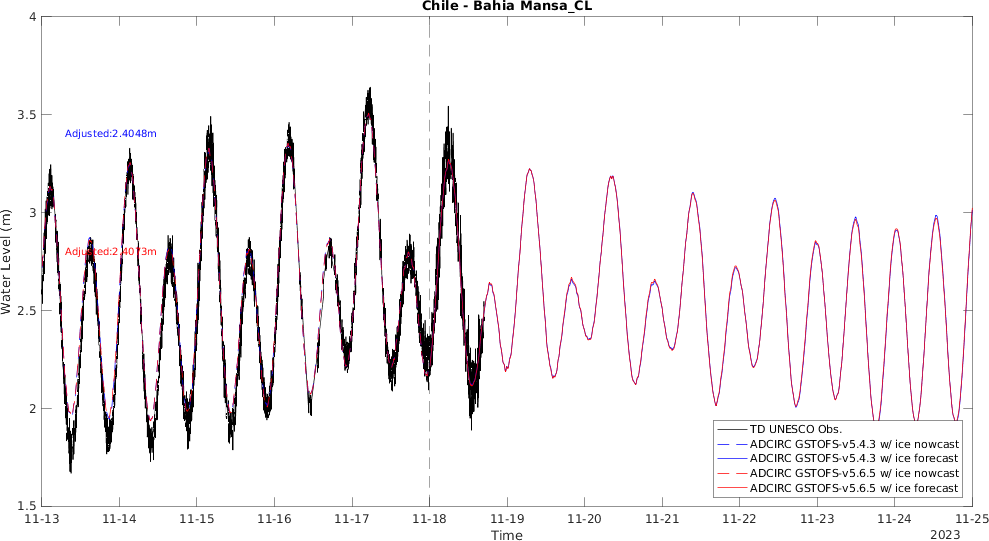 Chile - Bahia Mansa_CL
4
3.5
3
2.5
2
1.5
Water Level (m)
Adjusted:2.4048m
Adjusted:2.4073m
TD UNESCO Obs.
ADCIRC GSTOFS-v5.4.3 w/ ice nowcast
ADCIRC GSTOFS-v5.4.3 w/ ice forecast
ADCIRC GSTOFS-v5.6.5 w/ ice nowcast
ADCIRC GSTOFS-v5.6.5 w/ ice forecast
11-13 11-14 11-15 11-16 11-17 11-18 11-19 11-20 11-21 11-22 11-23 11-24 11-25
Time
2023